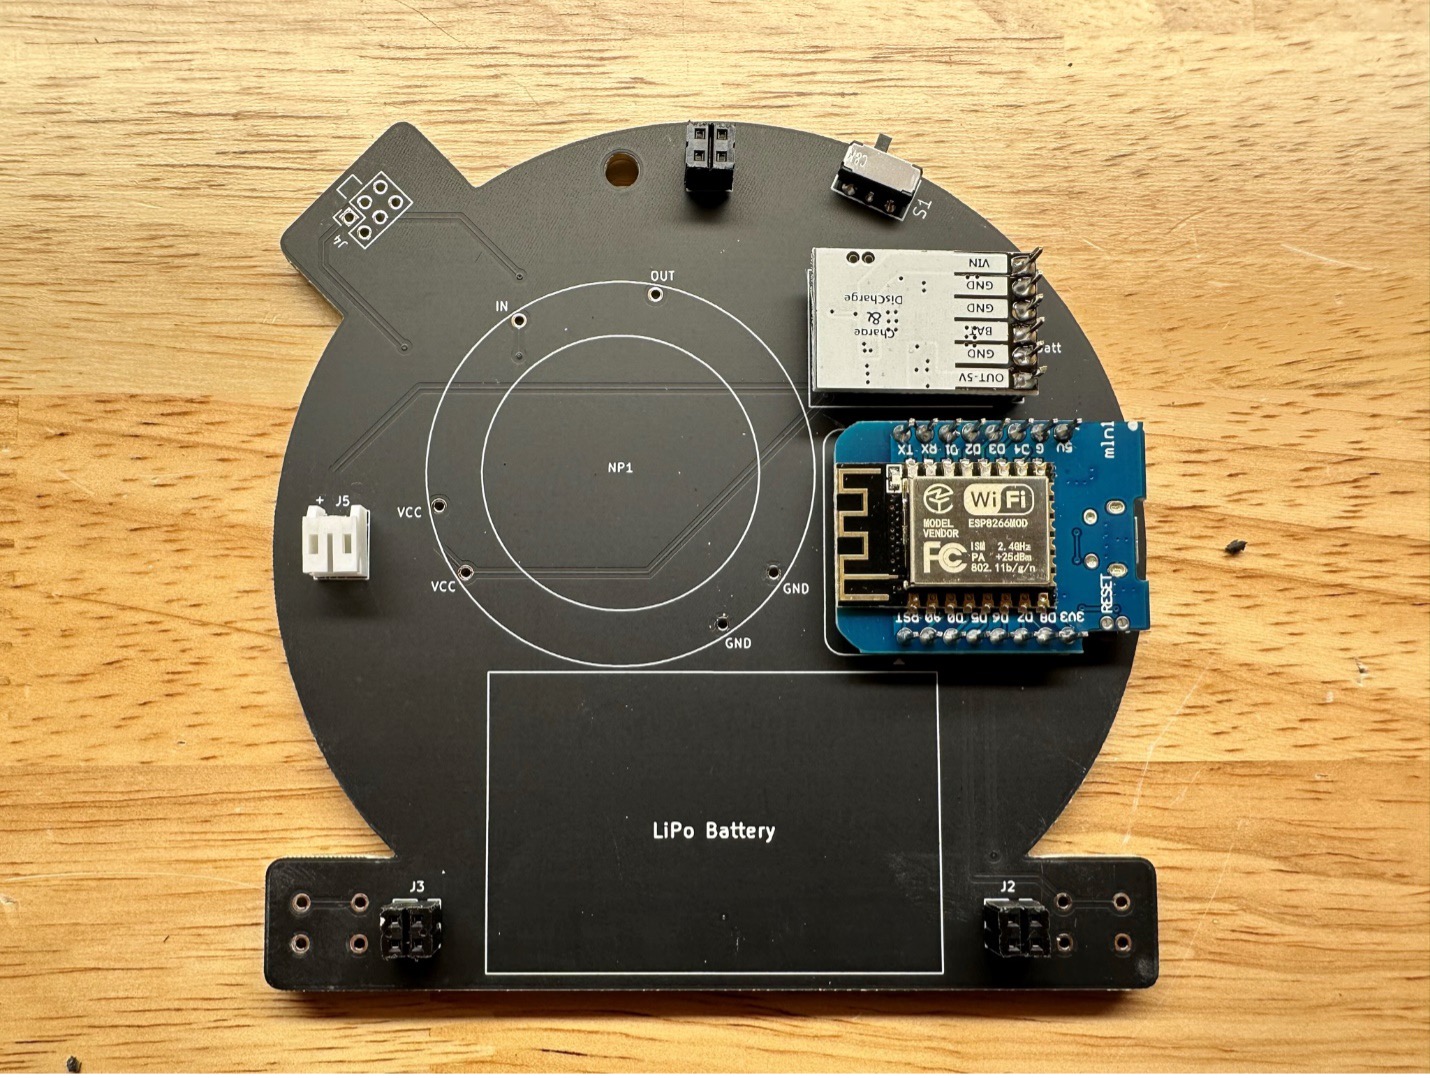 S1
J4
OUT
IN
VIN
GND
GND
BAT
GND
OUT-5V
Charge
&
DisCharge
att
NP1
+ J5
VCC
VCC
GND
GND
TX RX D1 D2 D3 D4 G 5V
WiFi
MODEL ESP8266MOD
VENDOR
FC
ISM 2.4GHz
PA +25dBm
802.11b/g/n
RST A0 D0 D5 D6 D7 D8 3V3
RESET
LiPo Battery
J3
J2